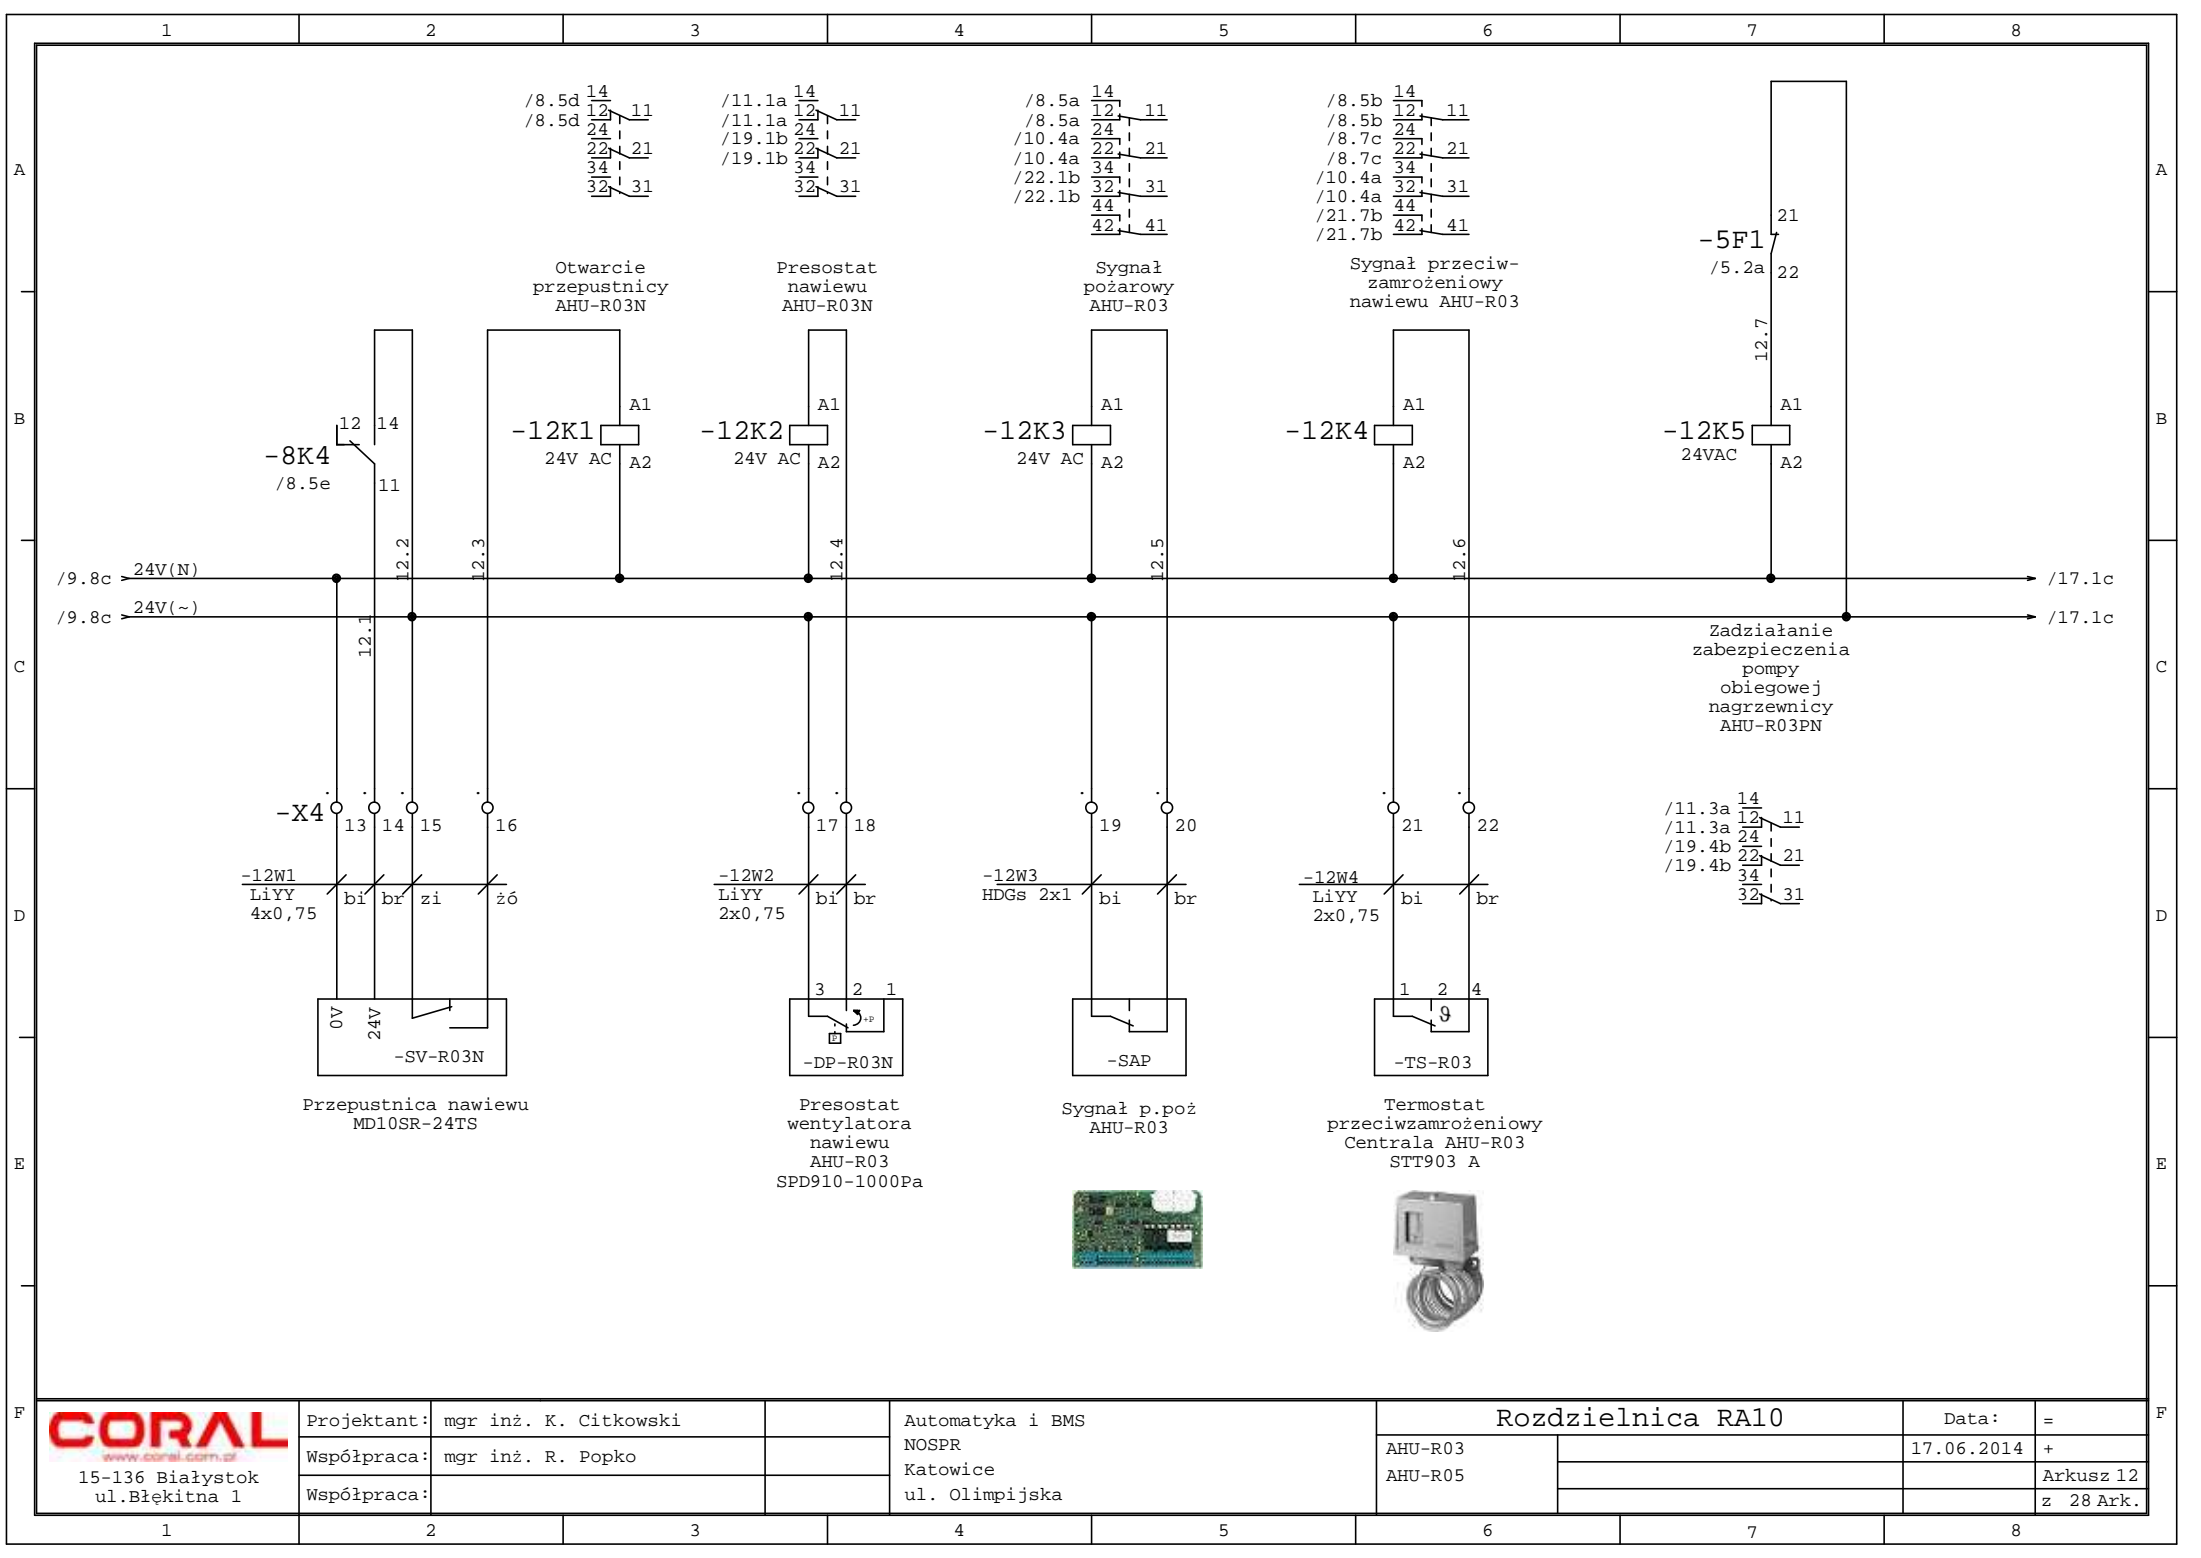 1 2 3 4 5 6 7 8
/8.5d 14
/8.5d 12 11
24
22 21
34
32 31
Otwarcie
przepustnicy
AHU-R03N
/11.1a 14
/11.1a 12 11
/19.1b 24
/19.1b 22 21
34
32 31
Presostat
nawiewu
AHU-R03N
/8.5a 14
/8.5a 12 11
/10.4a 24
/10.4a 22 21
/22.1b 34
/22.1b 32 31
44
42 41
Sygnał
pożarowy
AHU-R03
/8.5b 14
/8.5b 12 11
/8.7c 24
/8.7c 22 21
/10.4a 34
/10.4a 32 31
/21.7b 44
/21.7b 42 41
Sygnał przeciw-
zamrożeniowy
nawiewu AHU-R03
21
-5F1
/5.2a 22
12.7
A A
B B
12 14
-8K4
/8.5e 11
A1
-12K1
24V AC A2
A1
-12K2
24V AC A2
A1
-12K3
24V AC A2
A1
-12K4
A2
A1
-12K5
24VAC A2
12.2 12.3 12.4 12.5 12.6
/9.8c 24V(N) /17.1c
/9.8c 24V(~) /17.1c
12.1
C C
Zadziałanie
zabezpieczenia
pompy
obiegowej
nagrzewnicy
AHU-R03PN
-X4 13 14 15 16 17 18 19 20 21 22
/11.3a 14
/11.3a 12 11
/19.4b 24
/19.4b 22 21
34
32 31
-12W1
LiYY
4x0,75
bi br zi żó
-12W2
LiYY
2x0,75
bi br
-12W3
HDGs 2x1
bi br
-12W4
LiYY
2x0,75
bi br
D D
0V 24V
-SV-R03N
3 2 1
+P
P
-DP-R03N
-SAP
1 2 4
ϑ
-TS-R03
Przepustnica nawiewu
MD10SR-24TS
Presostat
wentylatora
nawiewu
AHU-R03
SPD910-1000Pa
Sygnał p.poż
AHU-R03
Termostat
przeciwzamrożeniowy
Centrala AHU-R03
STT903 A
E E
F F
CORAL
www.coral.com.pl
15-136 Białystok
ul.Błękitna 1
Projektant: mgr inż. K. Citkowski
Współpraca: mgr inż. R. Popko
Współpraca:
Automatyka i BMS
NOSPR
Katowice
ul. Olimpijska
Rozdzielnica RA10
AHU-R03
AHU-R05
Data: =
17.06.2014 +
Arkusz 12
z 28 Ark.
1 2 3 4 5 6 7 8